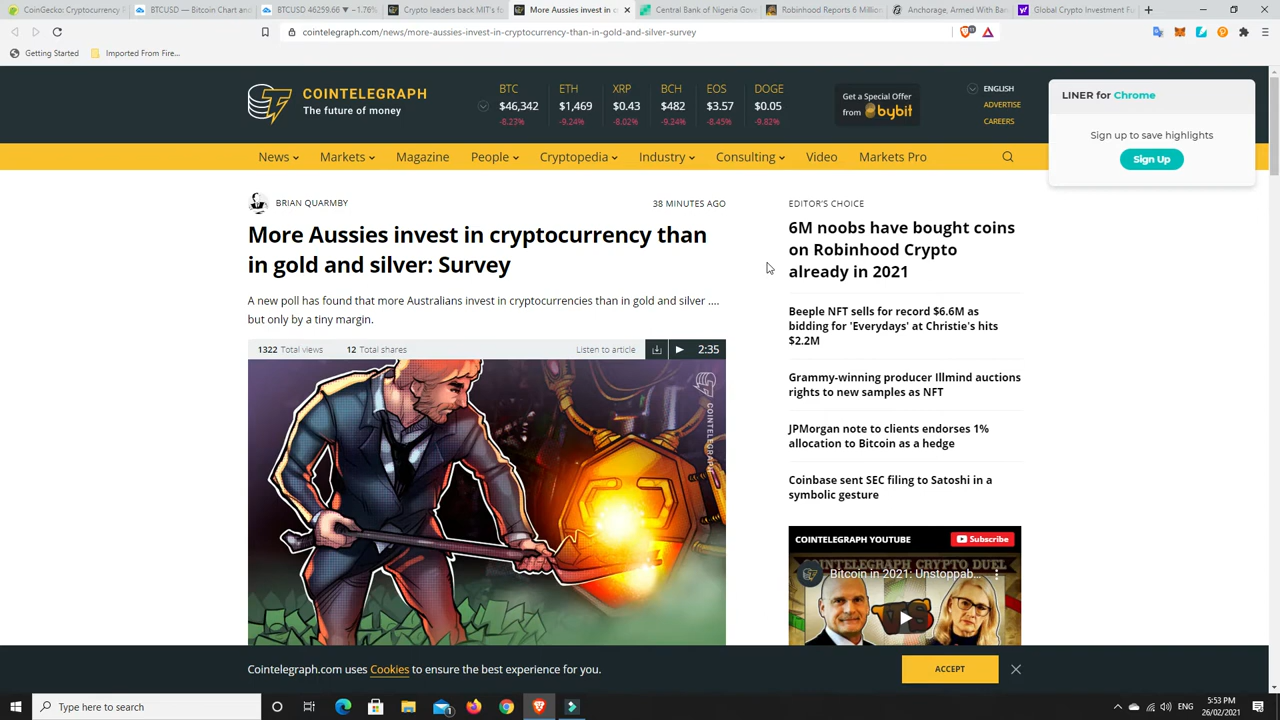 CoinGecko: Cryptocurrency Pr
BTCUSD — Bitcoin Chart and
BTCUSD 46259.66 ▼ −1.76%
Crypto leaders back MIT's fo
More Aussies invest in c
Central Bank of Nigeria
Robinhood Reports 6 Million
Anchorage, Armed With Ban
Global Crypto Investment Fu
cointelegraph.com/news/more-aussies-invest-in-cryptocurrency-than-in-gold-and-silver-survey
Getting Started
Imported From Fire...
COINTELEGRAPH
The future of money
BTC ETH XRP BCH EOS DOGE
$46,342 $1,469 $0.43 $482 $3.57 $0.05
-8.23% -9.24% -8.02% -9.24% -8.45% -9.82%
Get a Special Offer
from bybit
ENGLISH
ADVERTISE
CAREERS
LINER for Chrome
Sign up to save highlights
Sign Up
News Markets Magazine People Cryptopedia Industry Consulting Video Markets Pro
BRIAN QUARMBY
38 MINUTES AGO
More Aussies invest in cryptocurrency than
in gold and silver: Survey
A new poll has found that more Australians invest in cryptocurrencies than in gold and silver ....
but only by a tiny margin.
1322 Total views 12 Total shares Listen to article 2:35
COINTELEGRAPH
EDITOR'S CHOICE
6M noobs have bought coins
on Robinhood Crypto
already in 2021
Beeple NFT sells for record $6.6M as
bidding for 'Everydays' at Christie's hits
$2.2M
Grammy-winning producer Illmind auctions
rights to new samples as NFT
JPMorgan note to clients endorses 1%
allocation to Bitcoin as a hedge
Coinbase sent SEC filing to Satoshi in a
symbolic gesture
COINTELEGRAPH YOUTUBE
Subscribe
COINTELEGRAPH CRYPTO DUEL
Bitcoin in 2021: Unstoppab...
VS
Cointelegraph.com uses Cookies to ensure the best experience for you.
ACCEPT
Type here to search
ENG
5:53 PM
26/02/2021